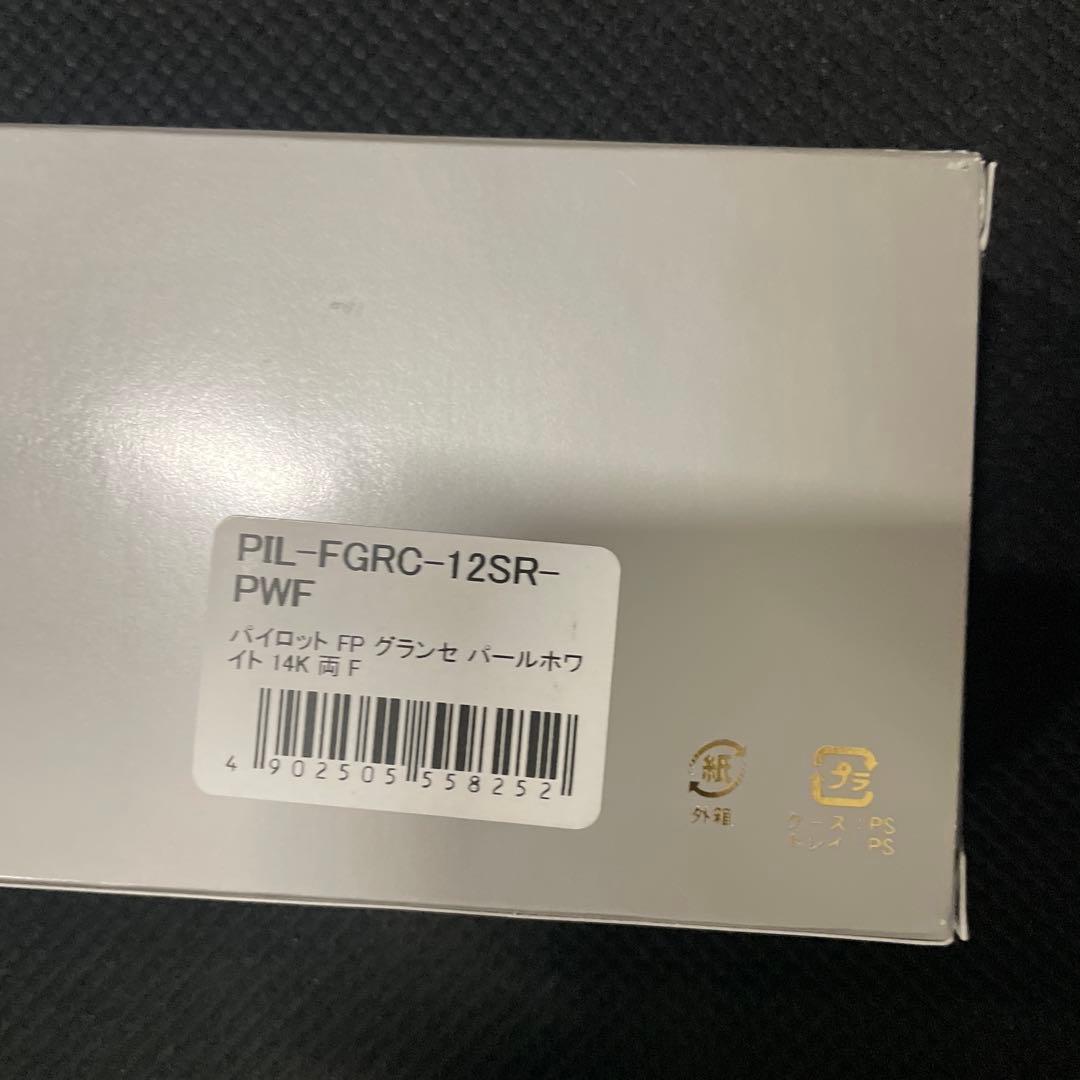 PIL-FGRC-12SR-
PWF
パイロット FP グランセ パールホワ
イト 14K 両 F
4 902505 558252
紙
外箱
プラ
ケース:PS
トレイ:PS